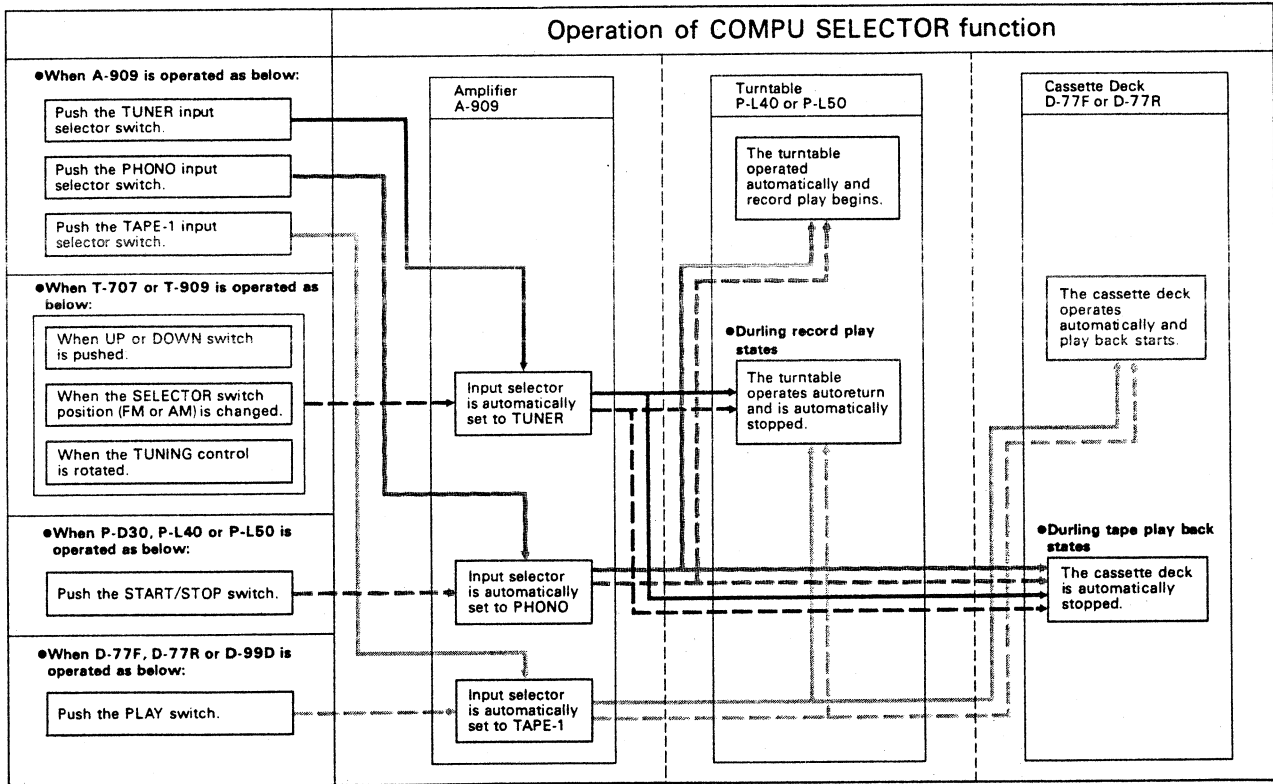 Operation of COMPU SELECTOR function
●When A-909 is operated as below:
Push the TUNER input
selector switch.
Push the PHONO input
selector switch.
Push the TAPE-1 input
selector switch.
●When T-707 or T-909 is operated as
below:
When UP or DOWN switch
is pushed.
When the SELECTOR switch
position (FM or AM) is changed.
When the TUNING control
is rotated.
●When P-D30, P-L40 or P-L50 is
operated as below:
Push the START/STOP switch.
●When D-77F, D-77R or D-99D is
operated as below:
Push the PLAY switch.
Amplifier
A-909
Input selector
is automatically
set to TUNER
Input selector
is automatically
set to PHONO
Input selector
is automatically
set to TAPE-1
Turntable
P-L40 or P-L50
The turntable
operated
automatically and
record play begins.
●Durling record play
states
The turntable
operates autoreturn
and is automatically
stopped.
Cassette Deck
D-77F or D-77R
The cassette deck
operates
automatically and
play back starts.
●Durling tape play back
states
The cassette deck
is automatically
stopped.